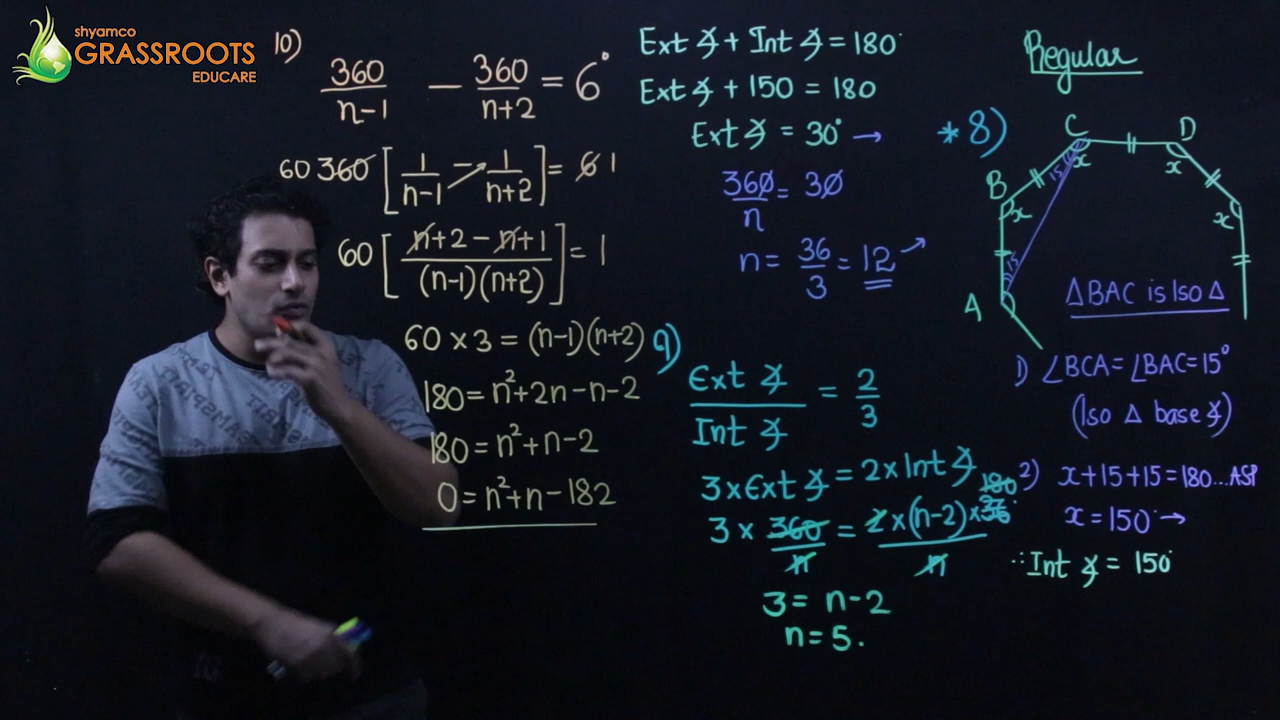 shyamco
GRASSROOTS
EDUCARE
10)
360/(n-1) - 360/(n+2) = 6°
60 360 [1/(n-1) - 1/(n+2)] = 6 1
60 [(n+2-n+1)/((n-1)(n+2))] = 1
60 × 3 = (n-1)(n+2)
180 = n²+2n-n-2
180 = n²+n-2
0 = n²+n-182
Ext ∡ + Int ∡ = 180°
Ext ∡ + 150 = 180
Ext ∡ = 30° →
360/n = 30
n = 36/3 = 12
9)
Ext ∡/Int ∡ = 2/3
3 × Ext ∡ = 2 × Int ∡
180
3 × 360/n = 2×(n-2)×36°/n
3 = n-2
n = 5.
Regular
*8)
C
D
B
x
x
x
x
15
15
A
△BAC is Iso △
1) ∠BCA = ∠BAC = 15°
(Iso △ base ∡)
2) x+15+15 = 180...ASP
x = 150° →
∴ Int ∡ = 150°